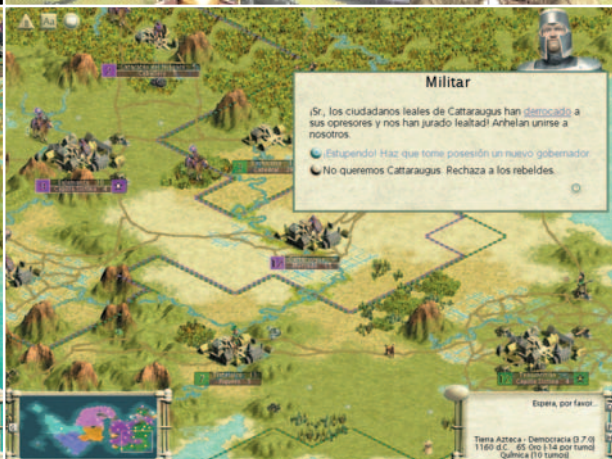 Militar
¡Sr., los ciudadanos leales de Cattaraugus han derrocado a
sus opresores y nos han jurado lealtad! Anhelan unirse a
nosotros.
¡Estupendo! Haz que tome posesión un nuevo gobernador.
No queremos Cattaraugus. Rechaza a los rebeldes.
Espera, por favor...
Tierra Azteca - Democracia (3.7.0)
1160 d.C. 65 Oro (-14 por turno)
Química (10 turnos)